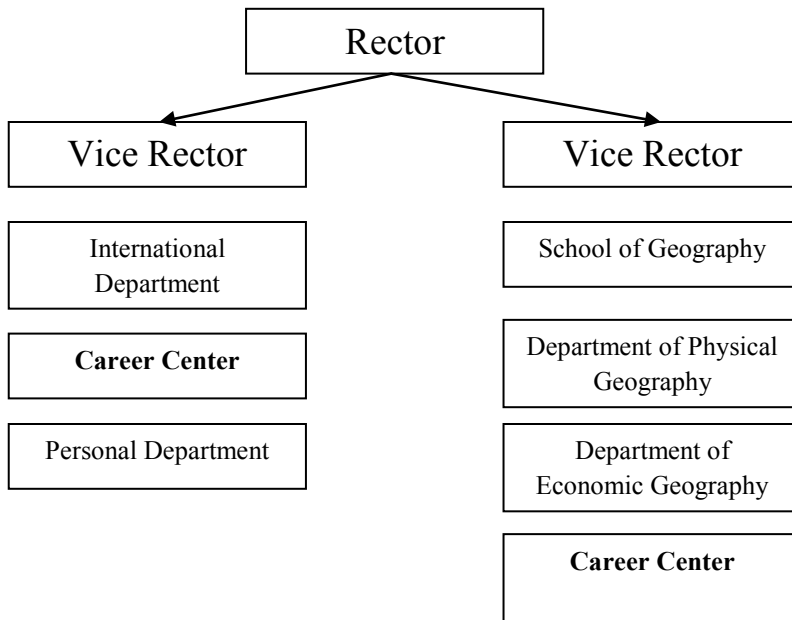 Rector
Vice Rector
Vice Rector
International
Department
Career Center
Personal Department
School of Geography
Department of Physical
Geography
Department of
Economic Geography
Career Center